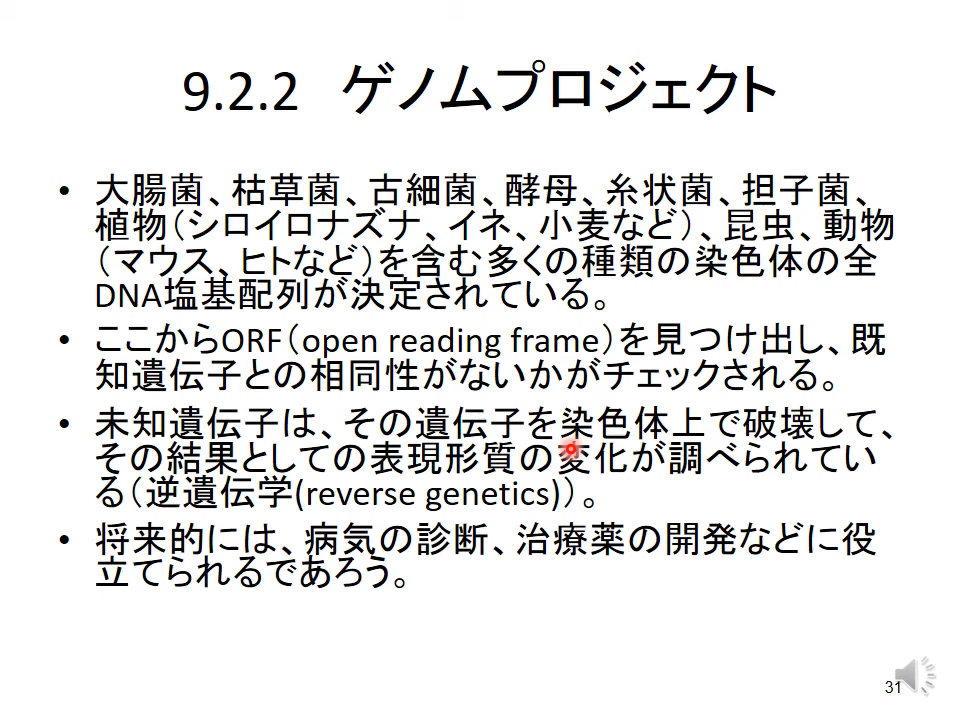 9.2.2　ゲノムプロジェクト
• 大腸菌、枯草菌、古細菌、酵母、糸状菌、担子菌、
植物（シロイロナズナ、イネ、小麦など）、昆虫、動物
（マウス、ヒトなど）を含む多くの種類の染色体の全
DNA塩基配列が決定されている。
• ここからORF（open reading frame）を見つけ出し、既
知遺伝子との相同性がないかがチェックされる。
• 未知遺伝子は、その遺伝子を染色体上で破壊して、
その結果としての表現形質の変化が調べられてい
る（逆遺伝学(reverse genetics)）。
• 将来的には、病気の診断、治療薬の開発などに役
立てられるであろう。
31